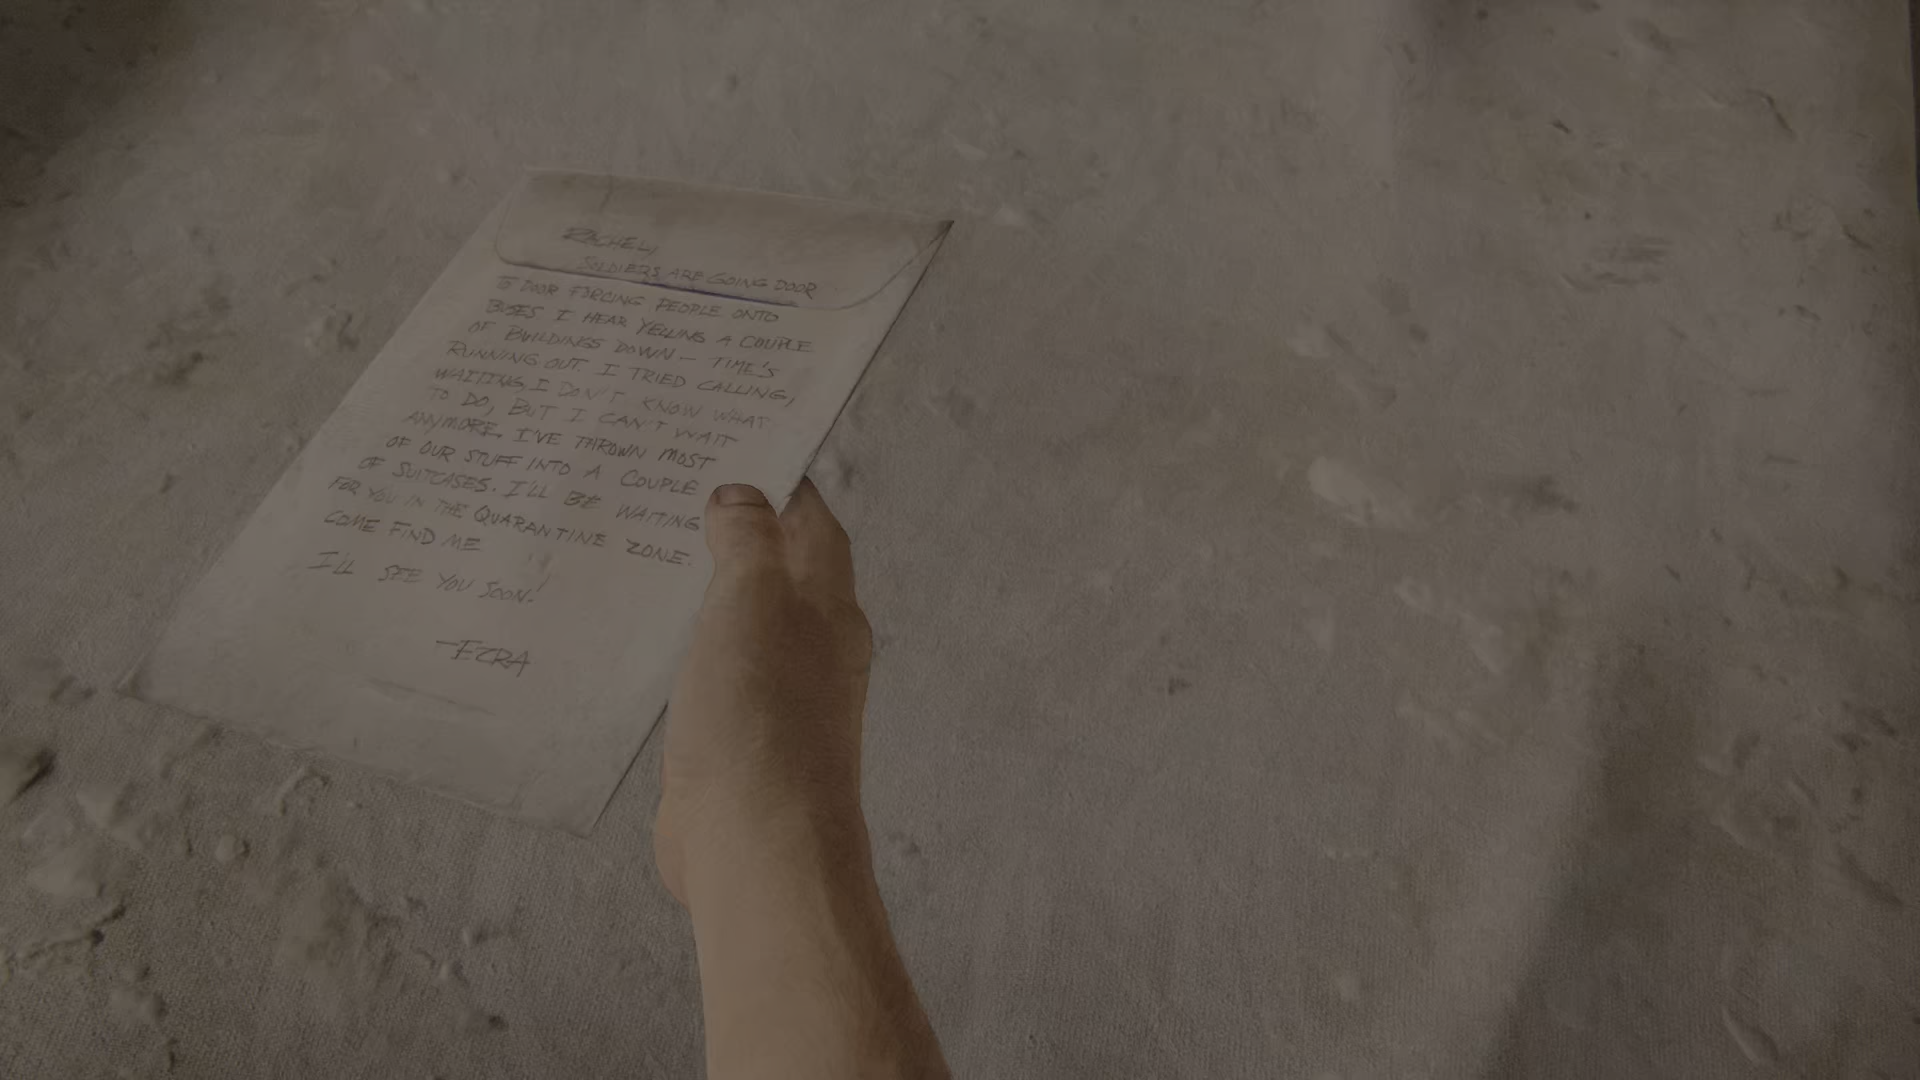 RACHEL,
SOLDIERS ARE GOING DOOR
TO DOOR FORCING PEOPLE ONTO
BUSES I HEAR YELLING A COUPLE
OF BUILDINGS DOWN — TIME'S
RUNNING OUT. I TRIED CALLING,
WAITING, I DON'T KNOW WHAT
TO DO, BUT I CAN'T WAIT
ANYMORE. I'VE THROWN MOST
OF OUR STUFF INTO A COUPLE
OF SUITCASES. I'LL BE WAITING
FOR YOU IN THE QUARANTINE ZONE.
COME FIND ME
I'LL SEE YOU SOON!
—EZRA